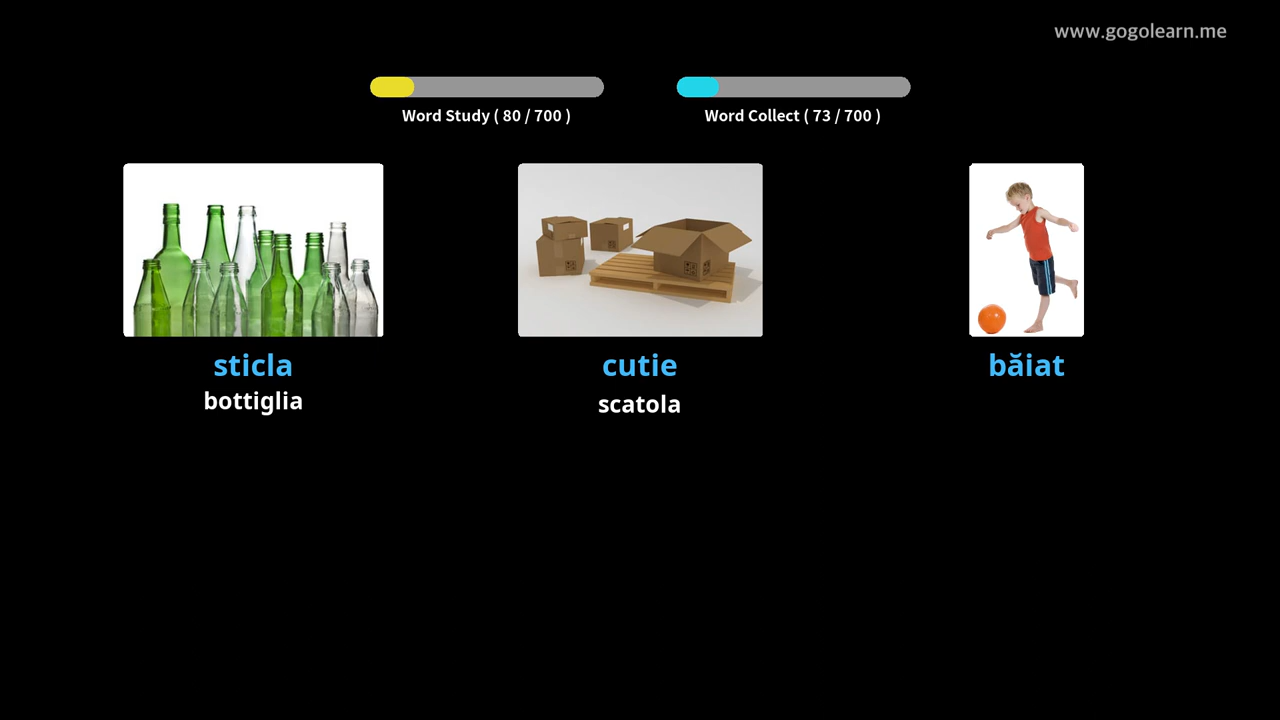 www.gogolearn.me
Word Study ( 80 / 700 )
Word Collect ( 73 / 700 )
sticla
bottiglia
cutie
scatola
băiat